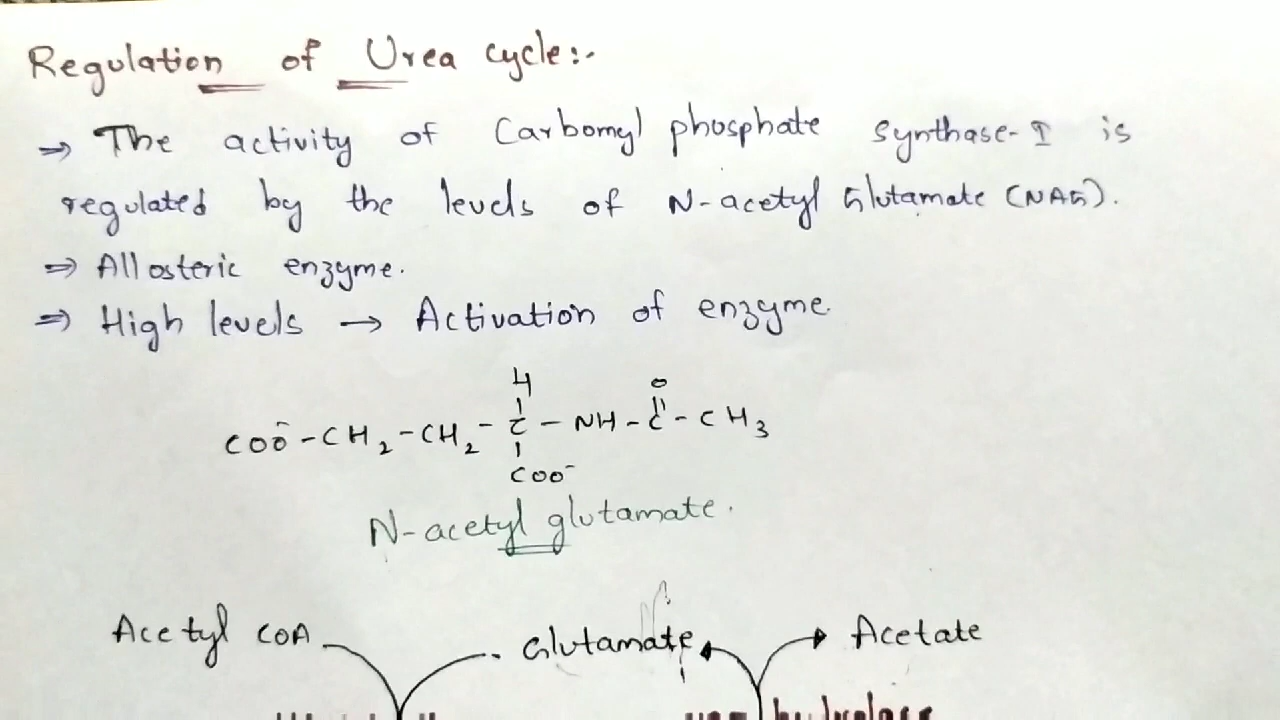 Regulation of Urea cycle:-
⇒ The activity of Carbomyl phosphate synthase-I is
regulated by the levels of N-acetyl Glutamate (NAG).
⇒ Allosteric enzyme.
⇒ High levels → Activation of enzyme.
H O
COO⁻-CH₂-CH₂-C-NH-C-CH₃
COO⁻
N-acetyl glutamate.
Acetyl COA Glutamate Acetate